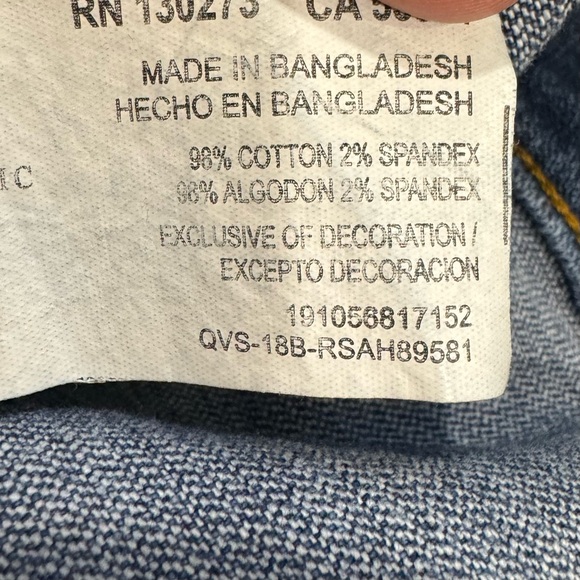 RN 130273 CA
MADE IN BANGLADESH
HECHO EN BANGLADESH
98% COTTON 2% SPANDEX
98% ALGODON 2% SPANDEX
EXCLUSIVE OF DECORATION /
EXCEPTO DECORACION
191056817152
QVS-18B-RSAH89581